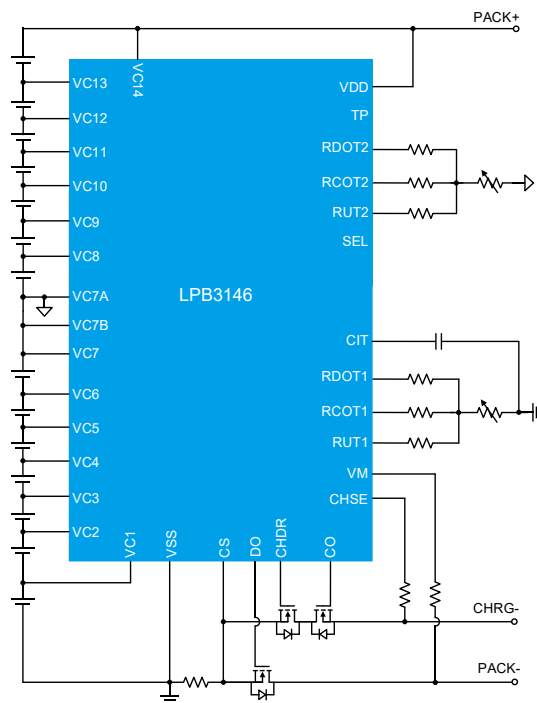 PACK+
VC14
VDD
VC13
TP
VC12
RDOT2
VC11
RCOT2
VC10
RUT2
VC9
SEL
VC8
VC7A
LPB3146
VC7B
CIT
VC7
RDOT1
VC6
RCOT1
VC5
RUT1
VC4
VM
VC3
CHSE
VC2
VC1
VSS
CS
DO
CHDR
CO
CHRG-
PACK-